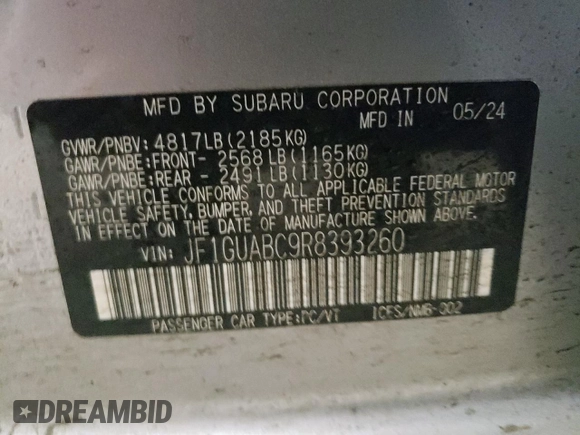 MFD BY SUBARU CORPORATION
MFD IN 05/24
GVWR/PNBV: 4817LB(2185KG)
GAWR/PNBE:FRONT- 2568LB(1165KG)
GAWR/PNBE:REAR - 2491LB(1130KG)
THIS VEHICLE CONFORMS TO ALL APPLICABLE FEDERAL MOTOR
VEHICLE SAFETY, BUMPER, AND THEFT PREVENTION STANDARDS
IN EFFECT ON THE DATE OF MANUFACTURE SHOWN ABOVE.
VIN: JF1GUABC9R8393260
PASSENGER CAR TYPE:PC/VT ICES/NMB-002
DREAMBID